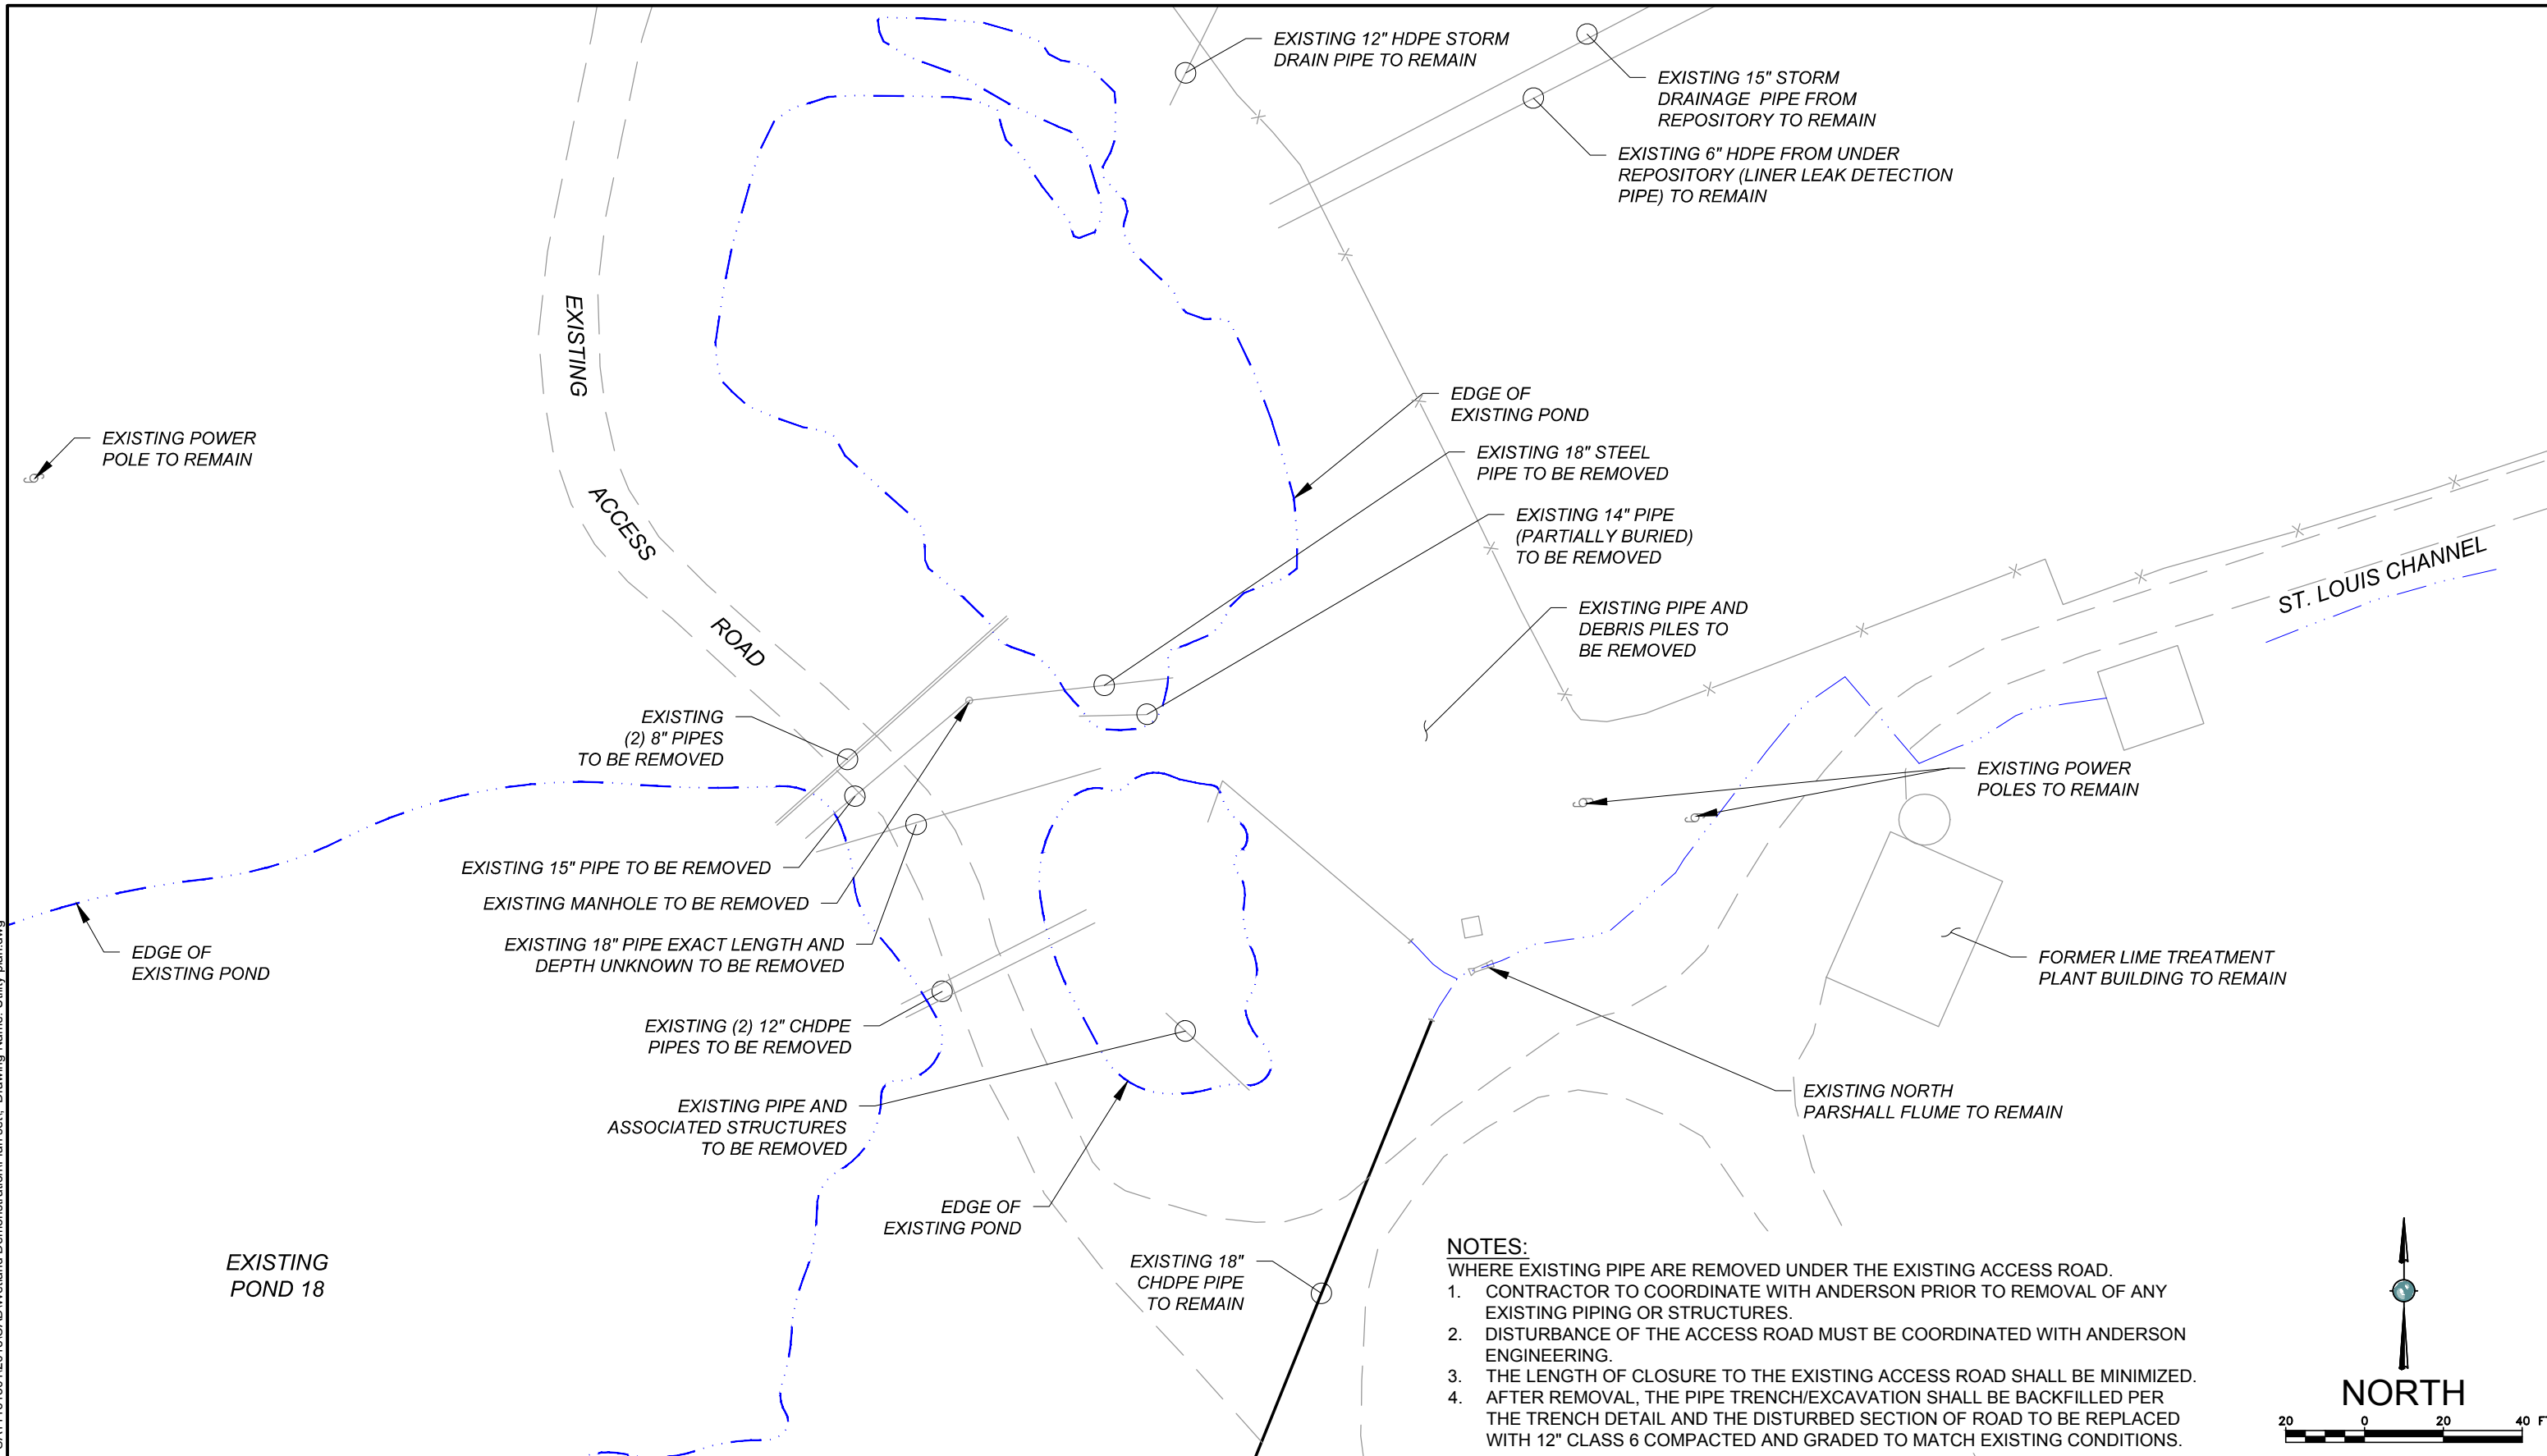 EXISTING 12" HDPE STORM
DRAIN PIPE TO REMAIN
EXISTING 15" STORM
DRAINAGE PIPE FROM
REPOSITORY TO REMAIN
EXISTING 6" HDPE FROM UNDER
REPOSITORY (LINER LEAK DETECTION
PIPE) TO REMAIN
EXISTING
ACCESS
ROAD
EXISTING POWER
POLE TO REMAIN
EDGE OF
EXISTING POND
EXISTING 18" STEEL
PIPE TO BE REMOVED
EXISTING 14" PIPE
(PARTIALLY BURIED)
TO BE REMOVED
EXISTING PIPE AND
DEBRIS PILES TO
BE REMOVED
ST. LOUIS CHANNEL
EXISTING
(2) 8" PIPES
TO BE REMOVED
EXISTING POWER
POLES TO REMAIN
EXISTING 15" PIPE TO BE REMOVED
EXISTING MANHOLE TO BE REMOVED
EXISTING 18" PIPE EXACT LENGTH AND
DEPTH UNKNOWN TO BE REMOVED
EDGE OF
EXISTING POND
FORMER LIME TREATMENT
PLANT BUILDING TO REMAIN
EXISTING (2) 12" CHDPE
PIPES TO BE REMOVED
EXISTING PIPE AND
ASSOCIATED STRUCTURES
TO BE REMOVED
EXISTING NORTH
PARSHALL FLUME TO REMAIN
EDGE OF
EXISTING POND
EXISTING
POND 18
EXISTING 18"
CHDPE PIPE
TO REMAIN
NOTES:
WHERE EXISTING PIPE ARE REMOVED UNDER THE EXISTING ACCESS ROAD.
1. CONTRACTOR TO COORDINATE WITH ANDERSON PRIOR TO REMOVAL OF ANY
EXISTING PIPING OR STRUCTURES.
2. DISTURBANCE OF THE ACCESS ROAD MUST BE COORDINATED WITH ANDERSON
ENGINEERING.
3. THE LENGTH OF CLOSURE TO THE EXISTING ACCESS ROAD SHALL BE MINIMIZED.
4. AFTER REMOVAL, THE PIPE TRENCH/EXCAVATION SHALL BE BACKFILLED PER
THE TRENCH DETAIL AND THE DISTURBED SECTION OF ROAD TO BE REPLACED
WITH 12" CLASS 6 COMPACTED AND GRADED TO MATCH EXISTING CONDITIONS.
NORTH
20 0 20 40